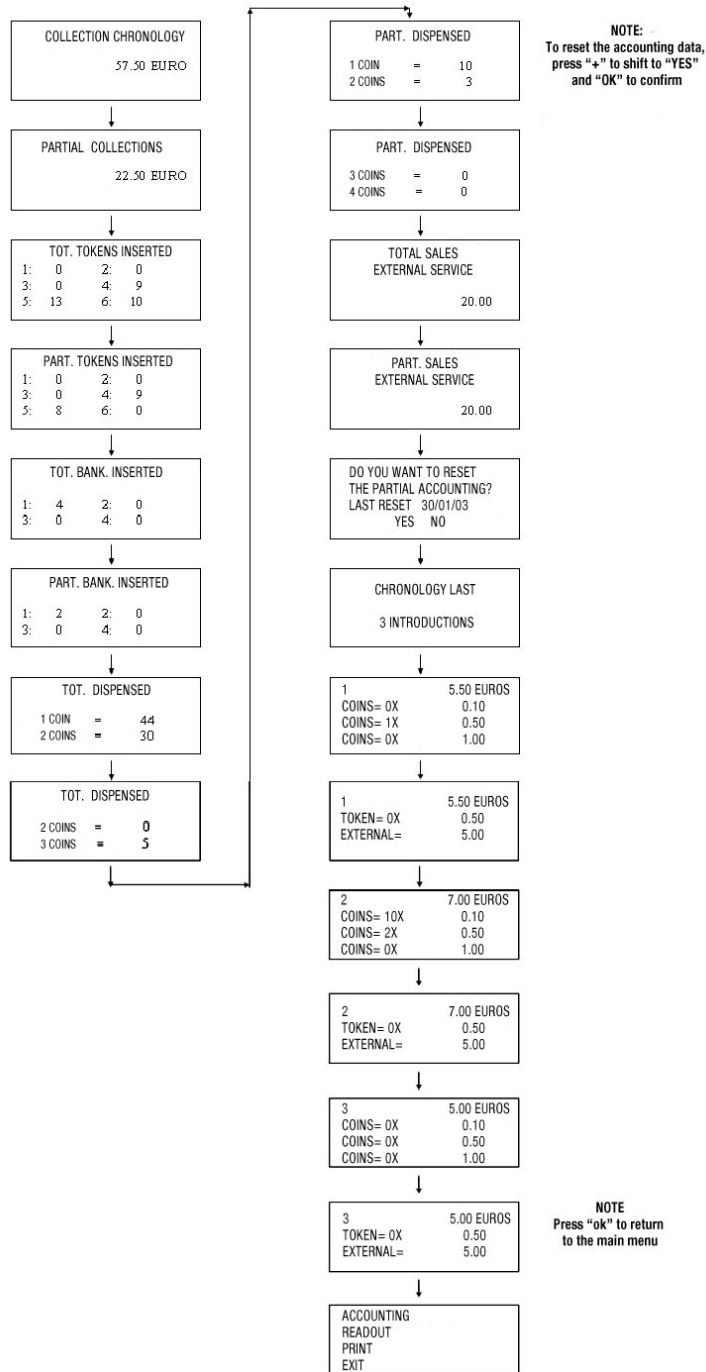 COLLECTION CHRONOLOGY
57.50 EURO
PARTIAL COLLECTIONS
22.50 EURO
TOT. TOKENS INSERTED
1: 0 2: 0
3: 0 4: 9
5: 13 6: 10
PART. TOKENS INSERTED
1: 0 2: 0
3: 0 4: 9
5: 8 6: 0
TOT. BANK. INSERTED
1: 4 2: 0
3: 0 4: 0
PART. BANK. INSERTED
1: 2 2: 0
3: 0 4: 0
TOT. DISPENSED
1 COIN = 44
2 COINS = 30
TOT. DISPENSED
2 COINS = 0
3 COINS = 5
PART. DISPENSED
1 COIN = 10
2 COINS = 3
PART. DISPENSED
3 COINS = 0
4 COINS = 0
TOTAL SALES
EXTERNAL SERVICE
20.00
PART. SALES
EXTERNAL SERVICE
20.00
DO YOU WANT TO RESET
THE PARTIAL ACCOUNTING?
LAST RESET 30/01/03
YES NO
CHRONOLOGY LAST
3 INTRODUCTIONS
1 5.50 EUROS
COINS= 0X 0.10
COINS= 1X 0.50
COINS= 0X 1.00
1 5.50 EUROS
TOKEN= 0X 0.50
EXTERNAL= 5.00
2 7.00 EUROS
COINS= 10X 0.10
COINS= 2X 0.50
COINS= 0X 1.00
2 7.00 EUROS
TOKEN= 0X 0.50
EXTERNAL= 5.00
3 5.00 EUROS
COINS= 0X 0.10
COINS= 0X 0.50
COINS= 0X 1.00
3 5.00 EUROS
TOKEN= 0X 0.50
EXTERNAL= 5.00
ACCOUNTING
READOUT
PRINT
EXIT
NOTE:
To reset the accounting data,
press “+” to shift to “YES”
and “OK” to confirm
NOTE
Press “ok” to return
to the main menu